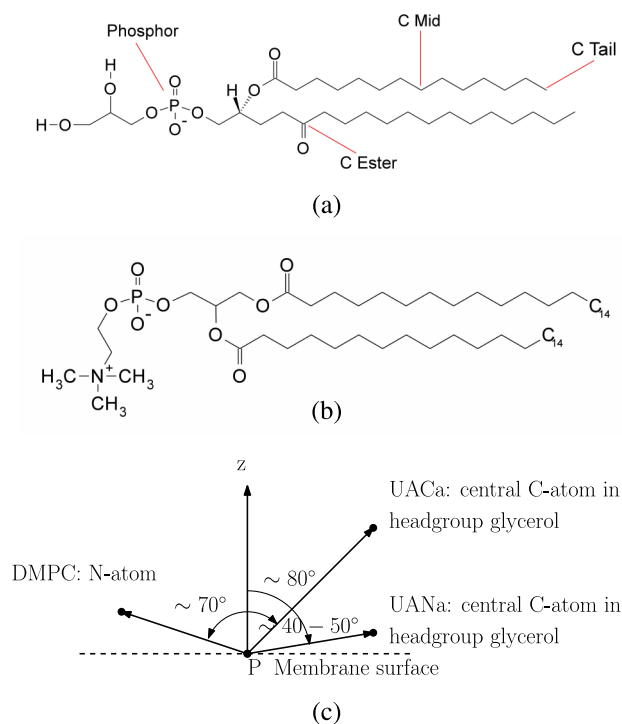 Phosphor
C Mid
C Tail
H
O
O
O
H
H–O
O
P
O
O
O-
O
C Ester
(a)
O
O
O
P
O
O
C14
O-
O
C14
H3C
N+
CH3
O
CH3
(b)
z
UACa: central C-atom in
headgroup glycerol
DMPC: N-atom
∼ 80°
∼ 70°
UANa: central C-atom in
∼ 40 − 50°
headgroup glycerol
P Membrane surface
(c)